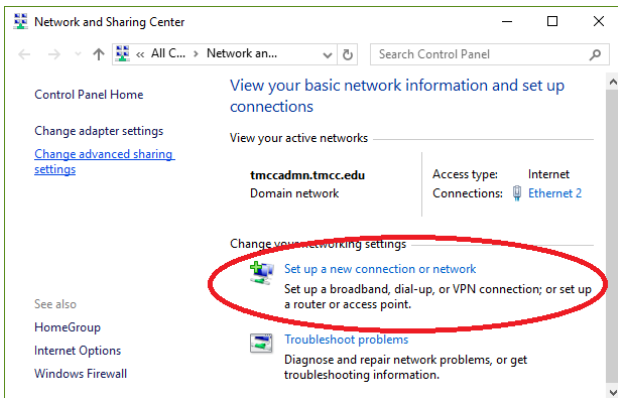 Network and Sharing Center
« All C... > Network an...
Search Control Panel
Control Panel Home
Change adapter settings
Change advanced sharing
settings
See also
HomeGroup
Internet Options
Windows Firewall
View your basic network information and set up
connections
View your active networks
tmccadmn.tmcc.edu
Domain network
Access type: Internet
Connections: Ethernet 2
Change your networking settings
Set up a new connection or network
Set up a broadband, dial-up, or VPN connection; or set up
a router or access point.
Troubleshoot problems
Diagnose and repair network problems, or get
troubleshooting information.